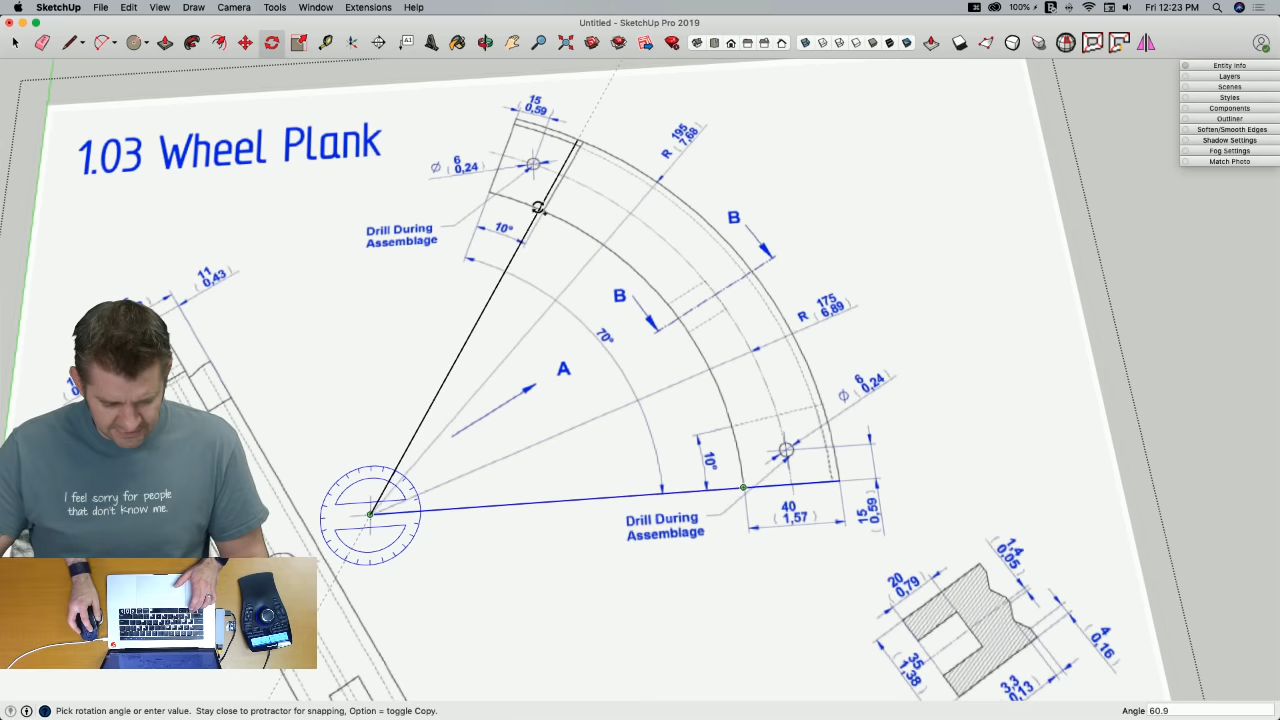 SketchUp File Edit View Draw Camera Tools Window Extensions Help
100% Fri 12:23 PM
Untitled - SketchUp Pro 2019
Entity Info
Layers
Scenes
Styles
Components
Outliner
Soften/Smooth Edges
Shadow Settings
Fog Settings
Match Photo
1.03 Wheel Plank
15
0,59
Ø 6
( 0,24 )
R 195
( 7,68 )
Drill During
Assemblage
10°
B
11
0,43
B
R 175
( 6,89 )
70°
A
Ø 6
( 0,24 )
10°
40
( 1,57 )
15
( 0,59 )
Drill During
Assemblage
I feel sorry for people
that don't know me.
1,4
0,05
20
0,79
4
0,16
35
1,38
3,3
0,13
Pick rotation angle or enter value. Stay close to protractor for snapping, Option = toggle Copy.
Angle 60.9